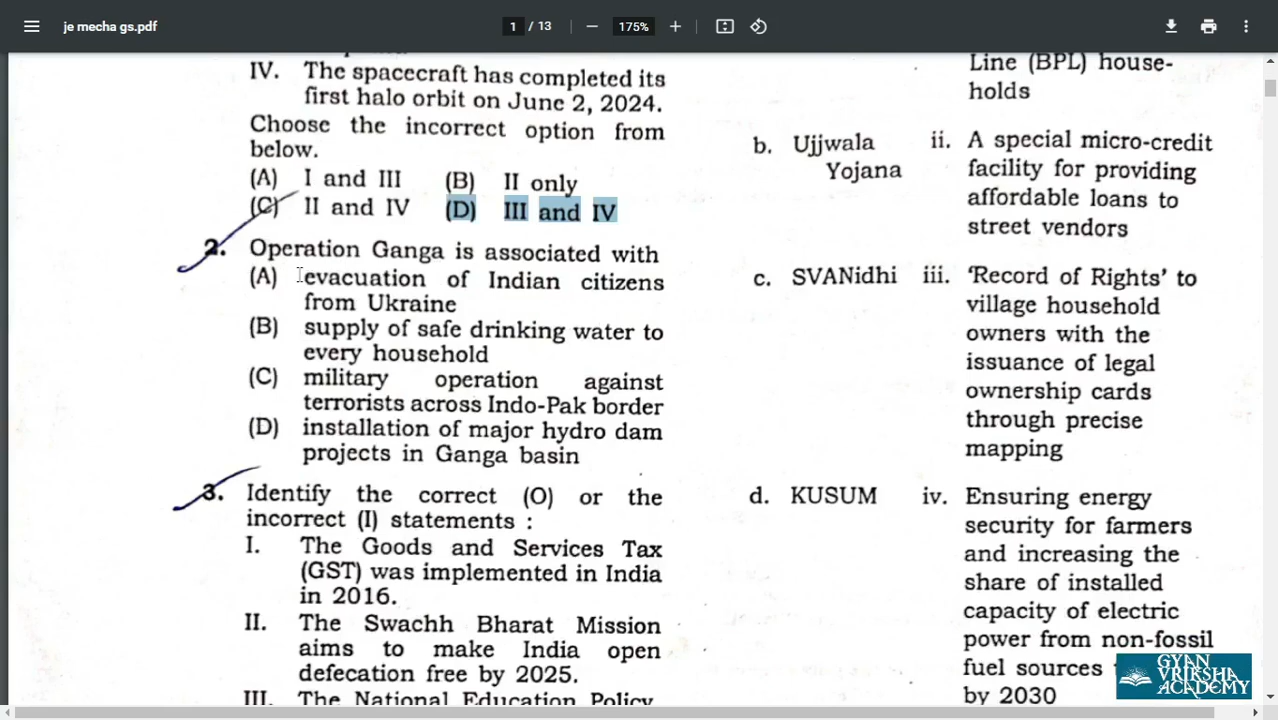 je mecha gs.pdf
1 / 13
175%
IV. The spacecraft has completed its
first halo orbit on June 2, 2024.
Choose the incorrect option from
below.
(A) I and III (B) II only
(C) II and IV (D) III and IV
2. Operation Ganga is associated with
(A) evacuation of Indian citizens
from Ukraine
(B) supply of safe drinking water to
every household
(C) military operation against
terrorists across Indo-Pak border
(D) installation of major hydro dam
projects in Ganga basin
3. Identify the correct (O) or the
incorrect (I) statements :
I. The Goods and Services Tax
(GST) was implemented in India
in 2016.
II. The Swachh Bharat Mission
aims to make India open
defecation free by 2025.
III. The National Education Policy
Line (BPL) house-
holds
b. Ujjwala ii. A special micro-credit
Yojana facility for providing
affordable loans to
street vendors
c. SVANidhi iii. 'Record of Rights' to
village household
owners with the
issuance of legal
ownership cards
through precise
mapping
d. KUSUM iv. Ensuring energy
security for farmers
and increasing the
share of installed
capacity of electric
power from non-fossil
fuel sources
by 2030
GYAN
VRIKSHA
ACADEMY